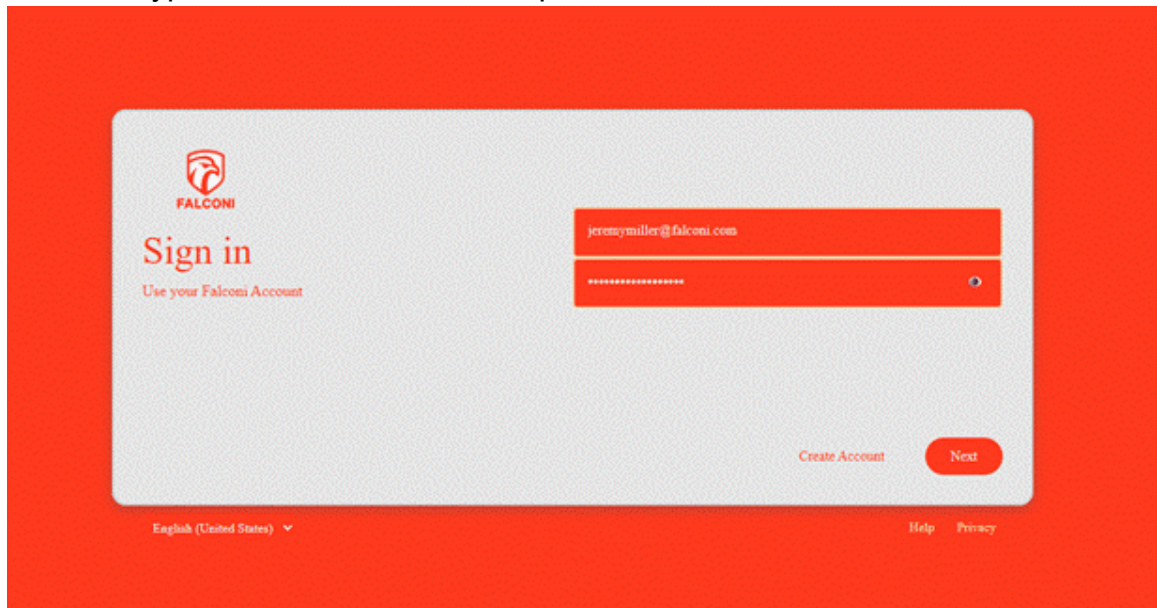 FALCONI
Sign in
Use your Falconi Account
jeremymiller@falconi.com
Create Account
Next
English (United States)
Help
Privacy